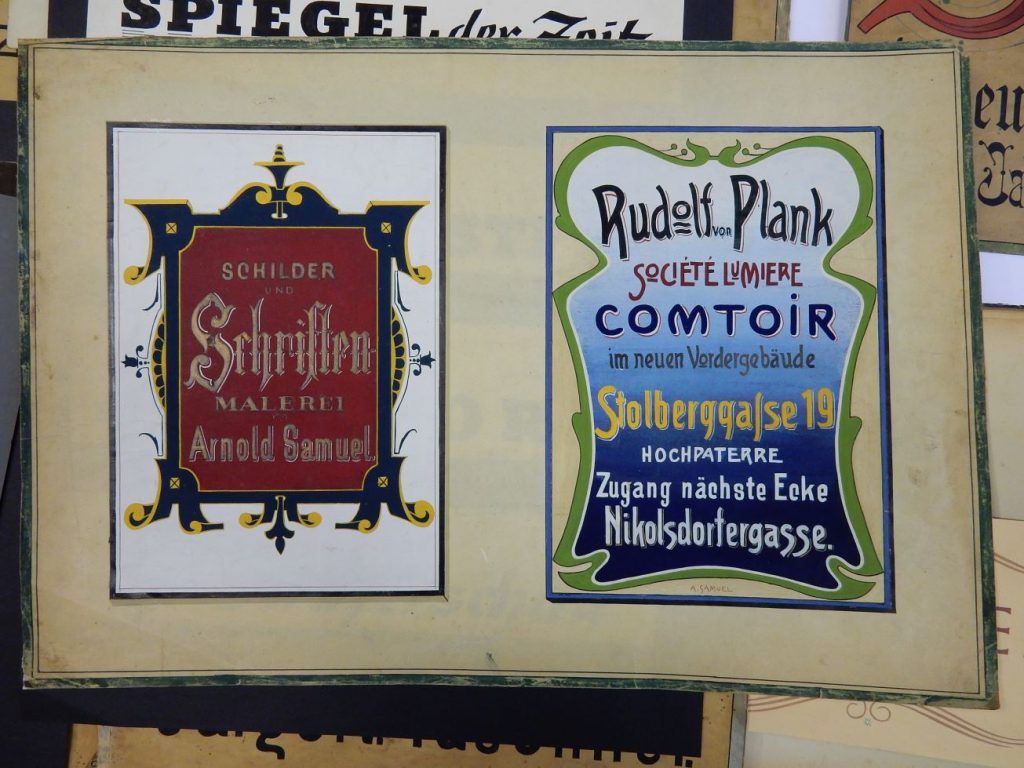 SPIEGEL der Zeit
SCHILDER
UND
Schriften-
MALEREI
Arnold Samuel.
Rudolf von Plank
SOCIÉTÉ LUMIERE
COMTOIR
im neuen Vordergebäude
Stolberggaſse 19
HOCHPATERRE
Zugang nächste Ecke
Nikolsdorfergasse.
A. SAMUEL